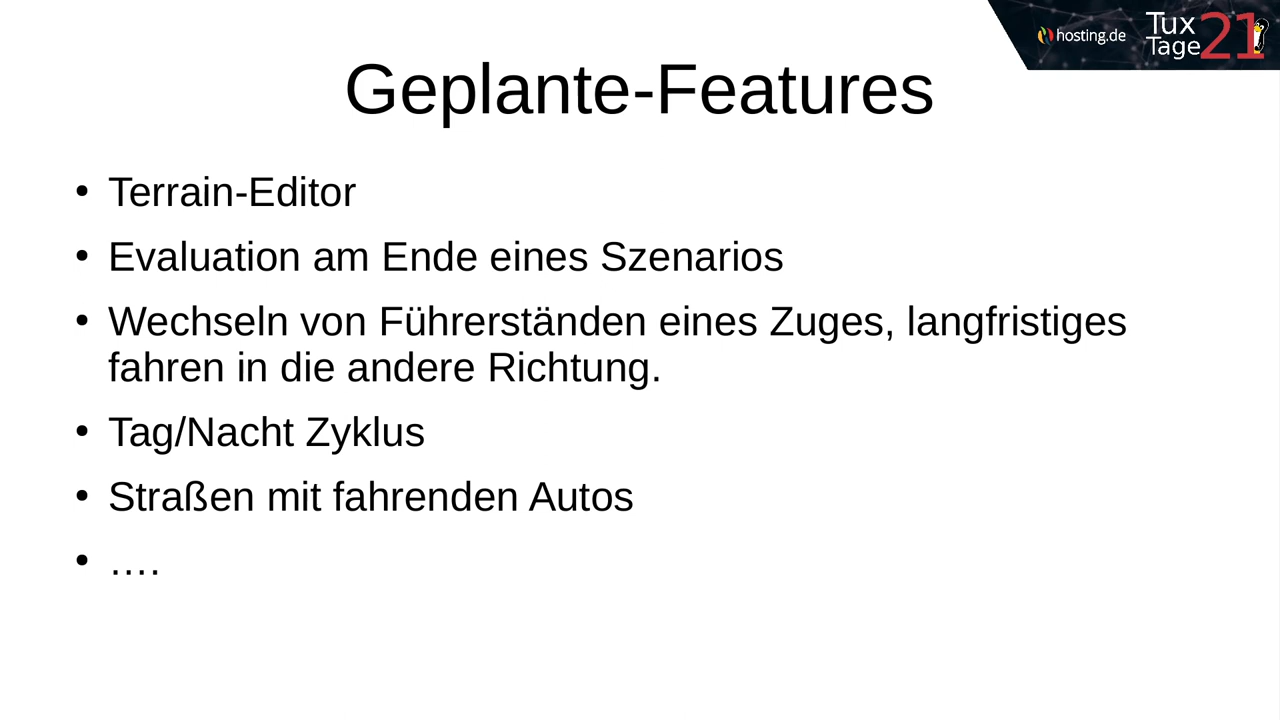 hosting.de
Tux
Tage 21
Geplante-Features
• Terrain-Editor
• Evaluation am Ende eines Szenarios
• Wechseln von Führerständen eines Zuges, langfristiges
fahren in die andere Richtung.
• Tag/Nacht Zyklus
• Straßen mit fahrenden Autos
• ....